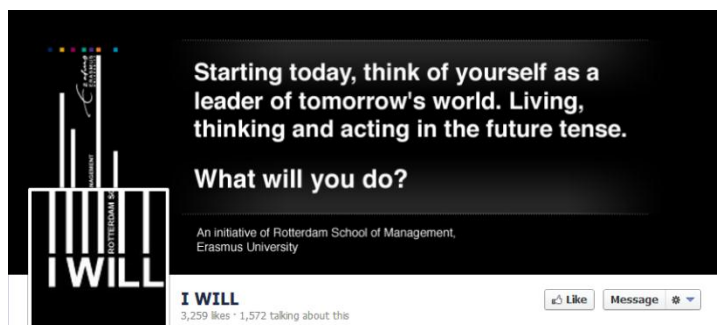 Starting today, think of yourself as a
leader of tomorrow's world. Living,
thinking and acting in the future tense.
What will you do?
An initiative of Rotterdam School of Management,
Erasmus University
Erasmus
NAGEMENT
ROTTERDAM S
I WILL
I WILL
3,259 likes · 1,572 talking about this
Like
Message